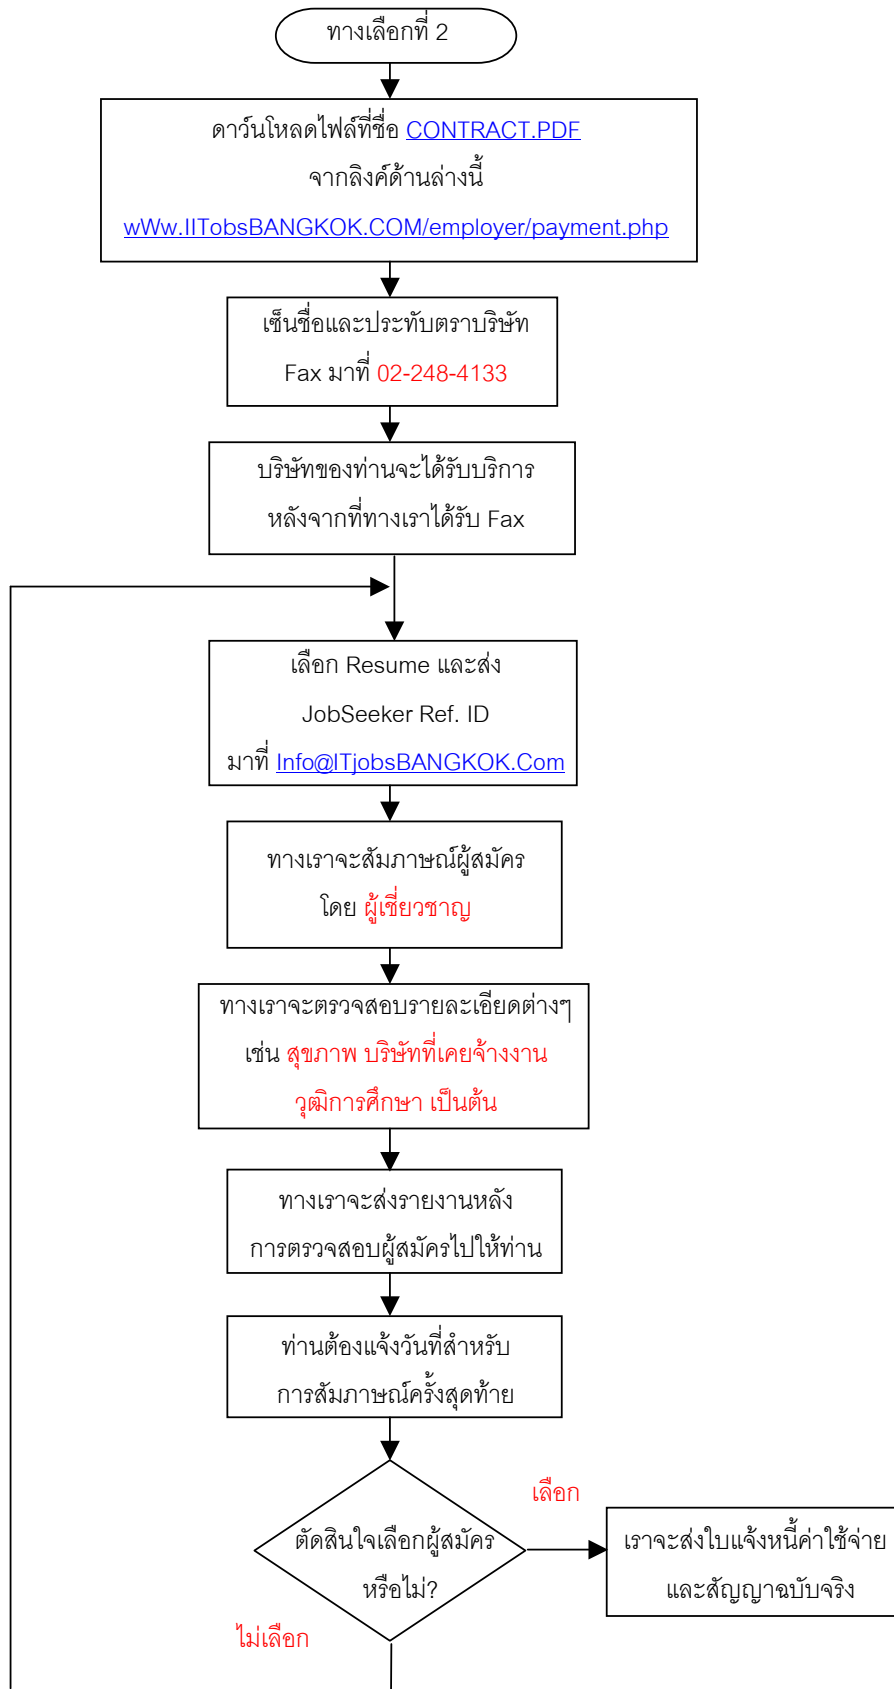 ทางเลือกที่ 2
ดาว์นโหลดไฟล์ที่ชื่อ CONTRACT.PDF
จากลิงค์ด้านล่างนี้
wWw.IITobsBANGKOK.COM/employer/payment.php
เซ็นชื่อและประทับตราบริษัท
Fax มาที่ 02-248-4133
บริษัทของท่านจะได้รับบริการ
หลังจากที่ทางเราได้รับ Fax
เลือก Resume และส่ง
JobSeeker Ref. ID
มาที่ Info@ITjobsBANGKOK.Com
ทางเราจะสัมภาษณ์ผู้สมัคร
โดย ผู้เชี่ยวชาญ
ทางเราจะตรวจสอบรายละเอียดต่างๆ
เช่น สุขภาพ บริษัทที่เคยจ้างงาน
วุฒิการศึกษา เป็นต้น
ทางเราจะส่งรายงานหลัง
การตรวจสอบผู้สมัครไปให้ท่าน
ท่านต้องแจ้งวันที่สำหรับ
การสัมภาษณ์ครั้งสุดท้าย
เลือก
ตัดสินใจเลือกผู้สมัคร
หรือไม่?
เราจะส่งใบแจ้งหนี้ค่าใช้จ่าย
และสัญญาฉบับจริง
ไม่เลือก